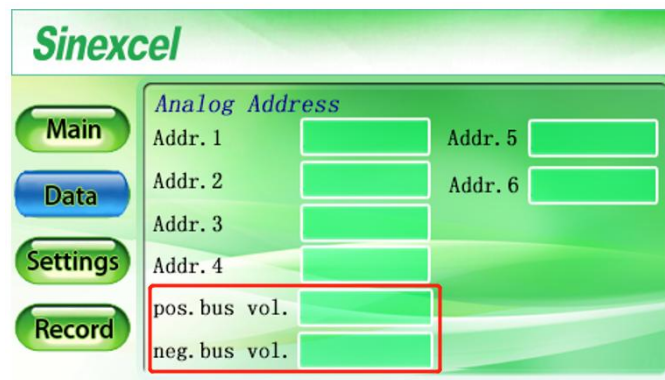 Sinexcel
Main
Data
Settings
Record
Analog Address
Addr.1
Addr.2
Addr.3
Addr.4
pos.bus vol.
neg.bus vol.
Addr.5
Addr.6